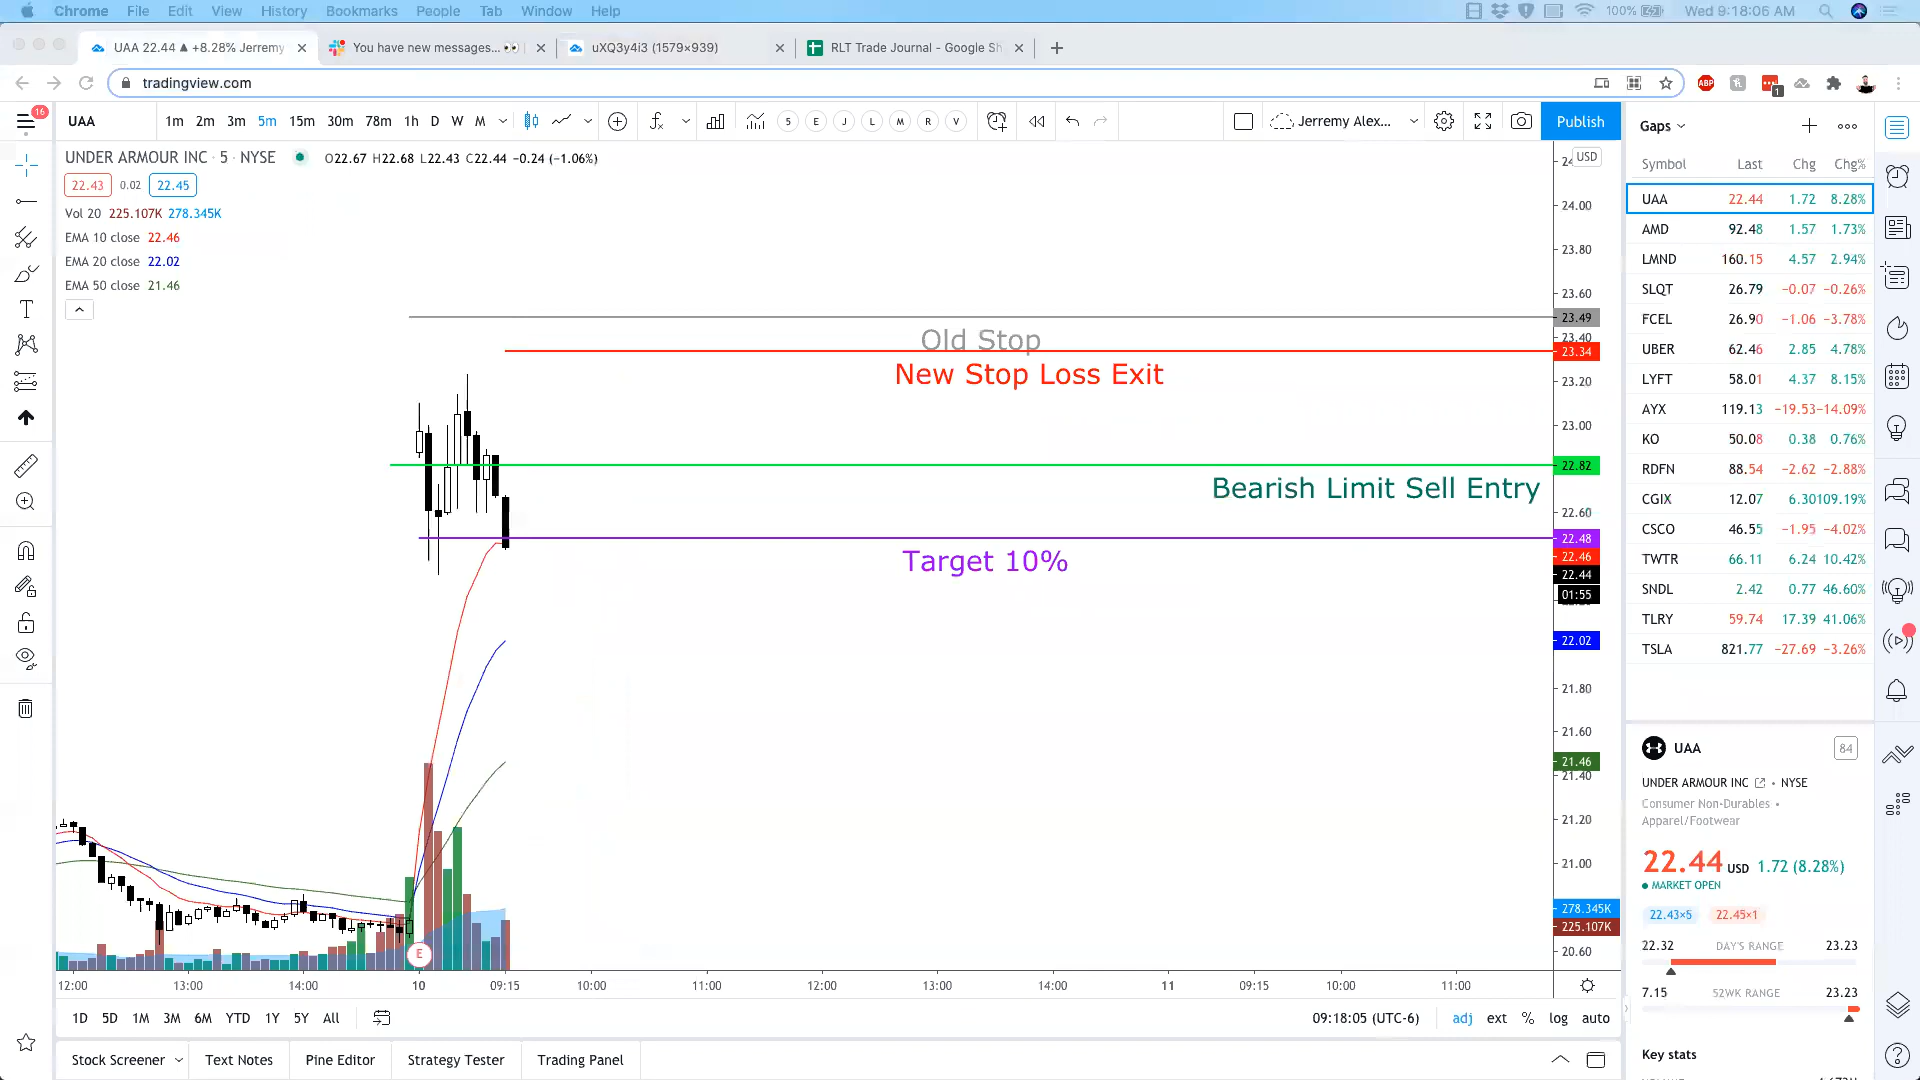 Chrome File Edit View History Bookmarks People Tab Window Help 100% Wed 9:18:06 AM
UAA 22.44 ▲ +8.28% Jerremy
You have new messages...
uXQ3y4i3 (1579×939)
RLT Trade Journal - Google Sh
tradingview.com
ABP 1
16
UAA 1m 2m 3m 5m 15m 30m 78m 1h D W M S E J L M R V Jerremy Alex... Publish
UNDER ARMOUR INC · 5 · NYSE O22.67 H22.68 L22.43 C22.44 −0.24 (−1.06%)
22.43 0.02 22.45
Vol 20 225.107K 278.345K
EMA 10 close 22.46
EMA 20 close 22.02
EMA 50 close 21.46
Old Stop
New Stop Loss Exit
Bearish Limit Sell Entry
Target 10%
USD
24.00
23.80
23.60
23.49
23.40
23.34
23.20
23.00
22.82
22.60
22.48
22.46
22.44
01:55
22.02
21.80
21.60
21.46
21.40
21.20
21.00
278.345K
225.107K
20.60
E
12:00 13:00 14:00 10 09:15 10:00 11:00 12:00 13:00 14:00 11 09:15 10:00 11:00
1D 5D 1M 3M 6M YTD 1Y 5Y All 09:18:05 (UTC-6) adj ext % log auto
Stock Screener Text Notes Pine Editor Strategy Tester Trading Panel
Gaps
Symbol Last Chg Chg%
UAA 22.44 1.72 8.28%
AMD 92.48 1.57 1.73%
LMND 160.15 4.57 2.94%
SLQT 26.79 −0.07 −0.26%
FCEL 26.90 −1.06 −3.78%
UBER 62.46 2.85 4.78%
LYFT 58.01 4.37 8.15%
AYX 119.13 −19.53 −14.09%
KO 50.08 0.38 0.76%
RDFN 88.54 −2.62 −2.88%
CGIX 12.07 6.30 109.19%
CSCO 46.55 −1.95 −4.02%
TWTR 66.11 6.24 10.42%
SNDL 2.42 0.77 46.60%
TLRY 59.74 17.39 41.06%
TSLA 821.77 −27.69 −3.26%
UAA 84
UNDER ARMOUR INC • NYSE
Consumer Non-Durables •
Apparel/Footwear
22.44 USD 1.72 (8.28%)
MARKET OPEN
22.43×5 22.45×1
22.32 DAY'S RANGE 23.23
7.15 52WK RANGE 23.23
Key stats